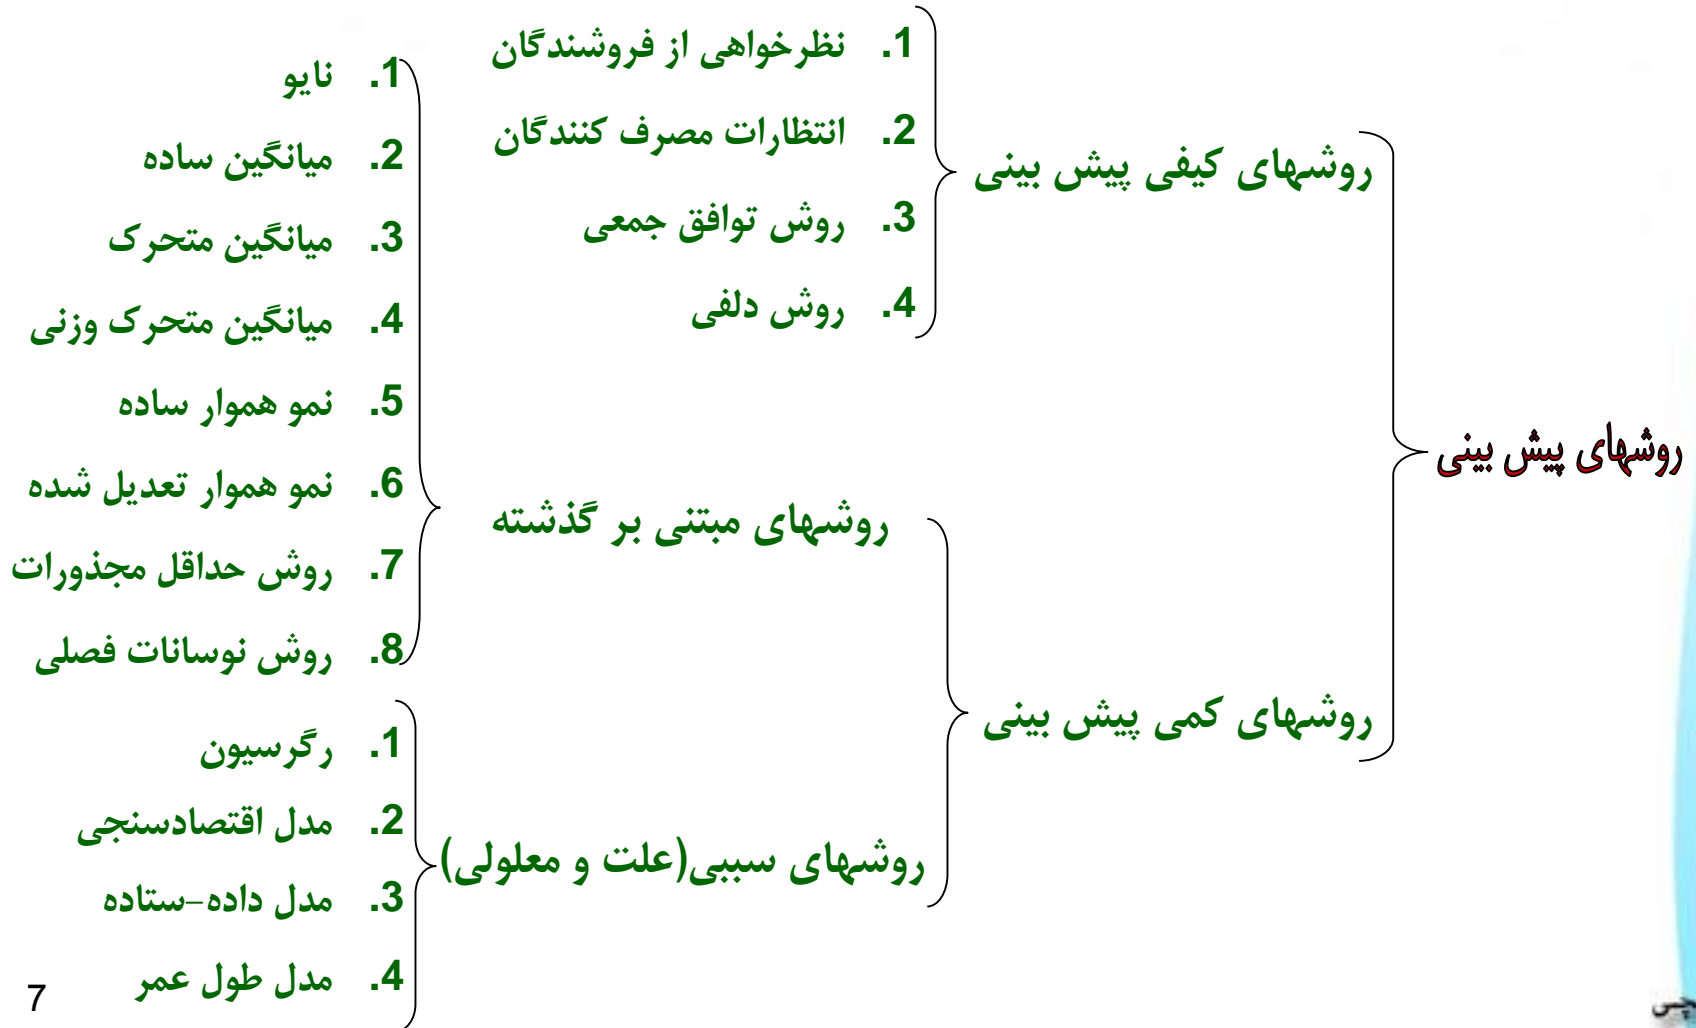 روشهای پیش بینی
روشهای کیفی پیش بینی
1. نظرخواهی از فروشندگان
2. انتظارات مصرف کنندگان
3. روش توافق جمعی
4. روش دلفی
روشهای کمی پیش بینی
روشهای مبتنی بر گذشته
1. نایو
2. میانگین ساده
3. میانگین متحرک
4. میانگین متحرک وزنی
5. نمو هموار ساده
6. نمو هموار تعدیل شده
7. روش حداقل مجذورات
8. روش نوسانات فصلی
روشهای سببی(علت و معلولی)
1. رگرسیون
2. مدل اقتصادسنجی
3. مدل داده-ستاده
4. مدل طول عمر
7